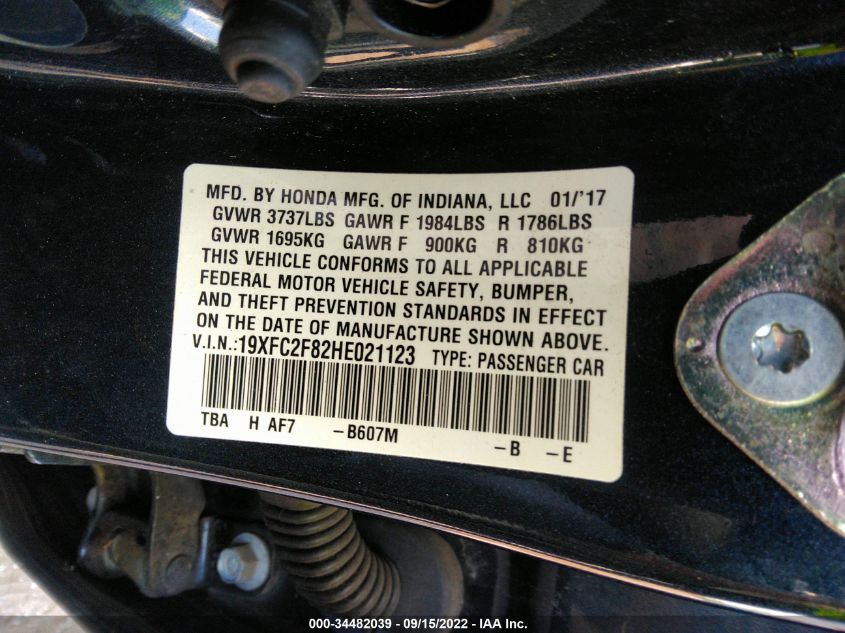 MFD. BY HONDA MFG. OF INDIANA, LLC 01/'17
GVWR 3737LBS GAWR F 1984LBS R 1786LBS
GVWR 1695KG GAWR F 900KG R 810KG
THIS VEHICLE CONFORMS TO ALL APPLICABLE
FEDERAL MOTOR VEHICLE SAFETY, BUMPER,
AND THEFT PREVENTION STANDARDS IN EFFECT
ON THE DATE OF MANUFACTURE SHOWN ABOVE.
V.I.N.:19XFC2F82HE021123 TYPE: PASSENGER CAR
TBA H AF7 -B607M -B -E
000-34482039 - 09/15/2022 - IAA Inc.